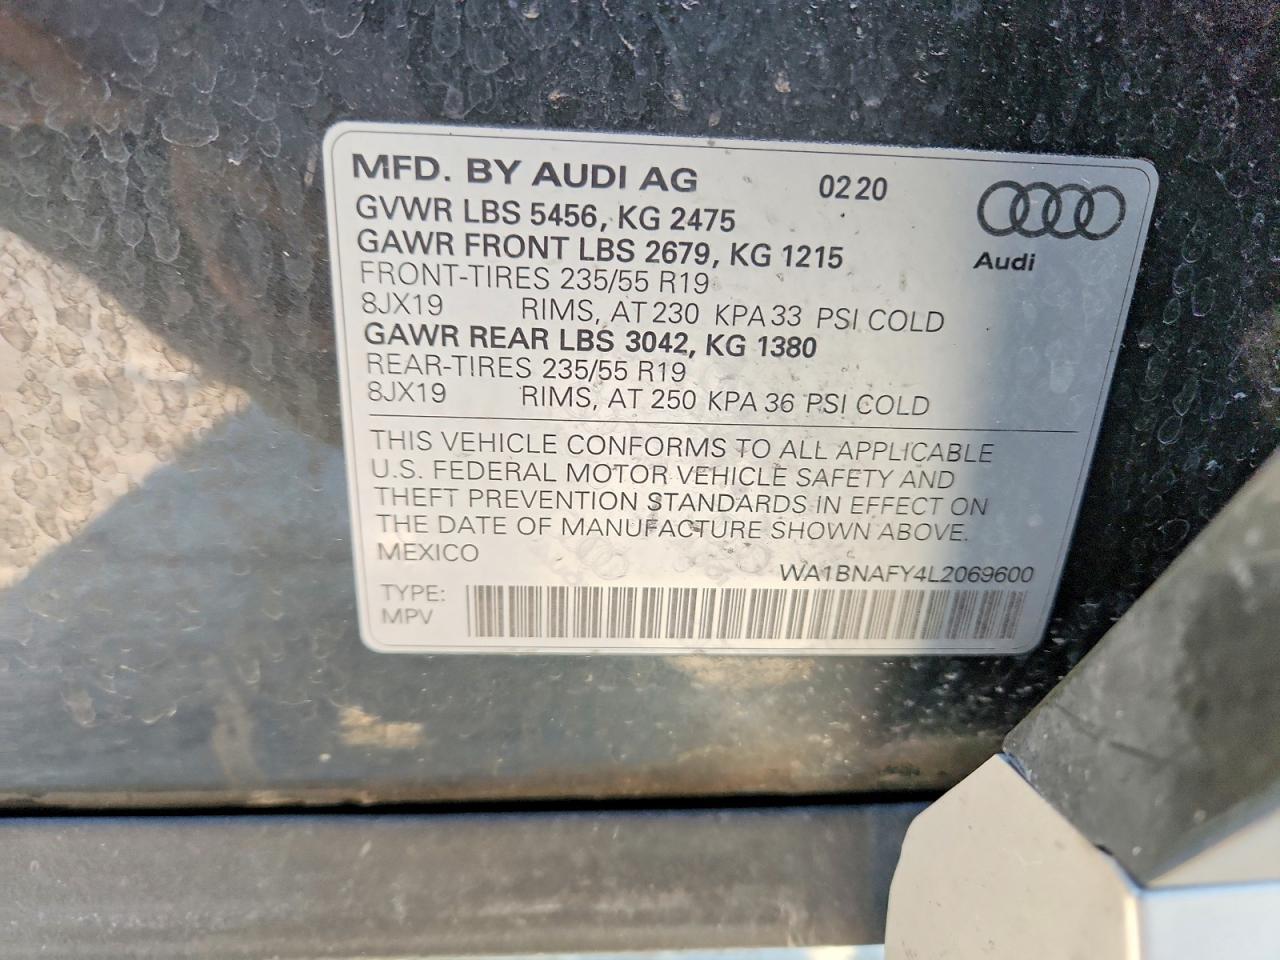 MFD. BY AUDI AG 0220
GVWR LBS 5456, KG 2475
GAWR FRONT LBS 2679, KG 1215
Audi
FRONT-TIRES 235/55 R19
8JX19 RIMS, AT 230 KPA 33 PSI COLD
GAWR REAR LBS 3042, KG 1380
REAR-TIRES 235/55 R19
8JX19 RIMS, AT 250 KPA 36 PSI COLD
THIS VEHICLE CONFORMS TO ALL APPLICABLE
U.S. FEDERAL MOTOR VEHICLE SAFETY AND
THEFT PREVENTION STANDARDS IN EFFECT ON
THE DATE OF MANUFACTURE SHOWN ABOVE.
MEXICO
WA1BNAFY4L2069600
TYPE:
MPV